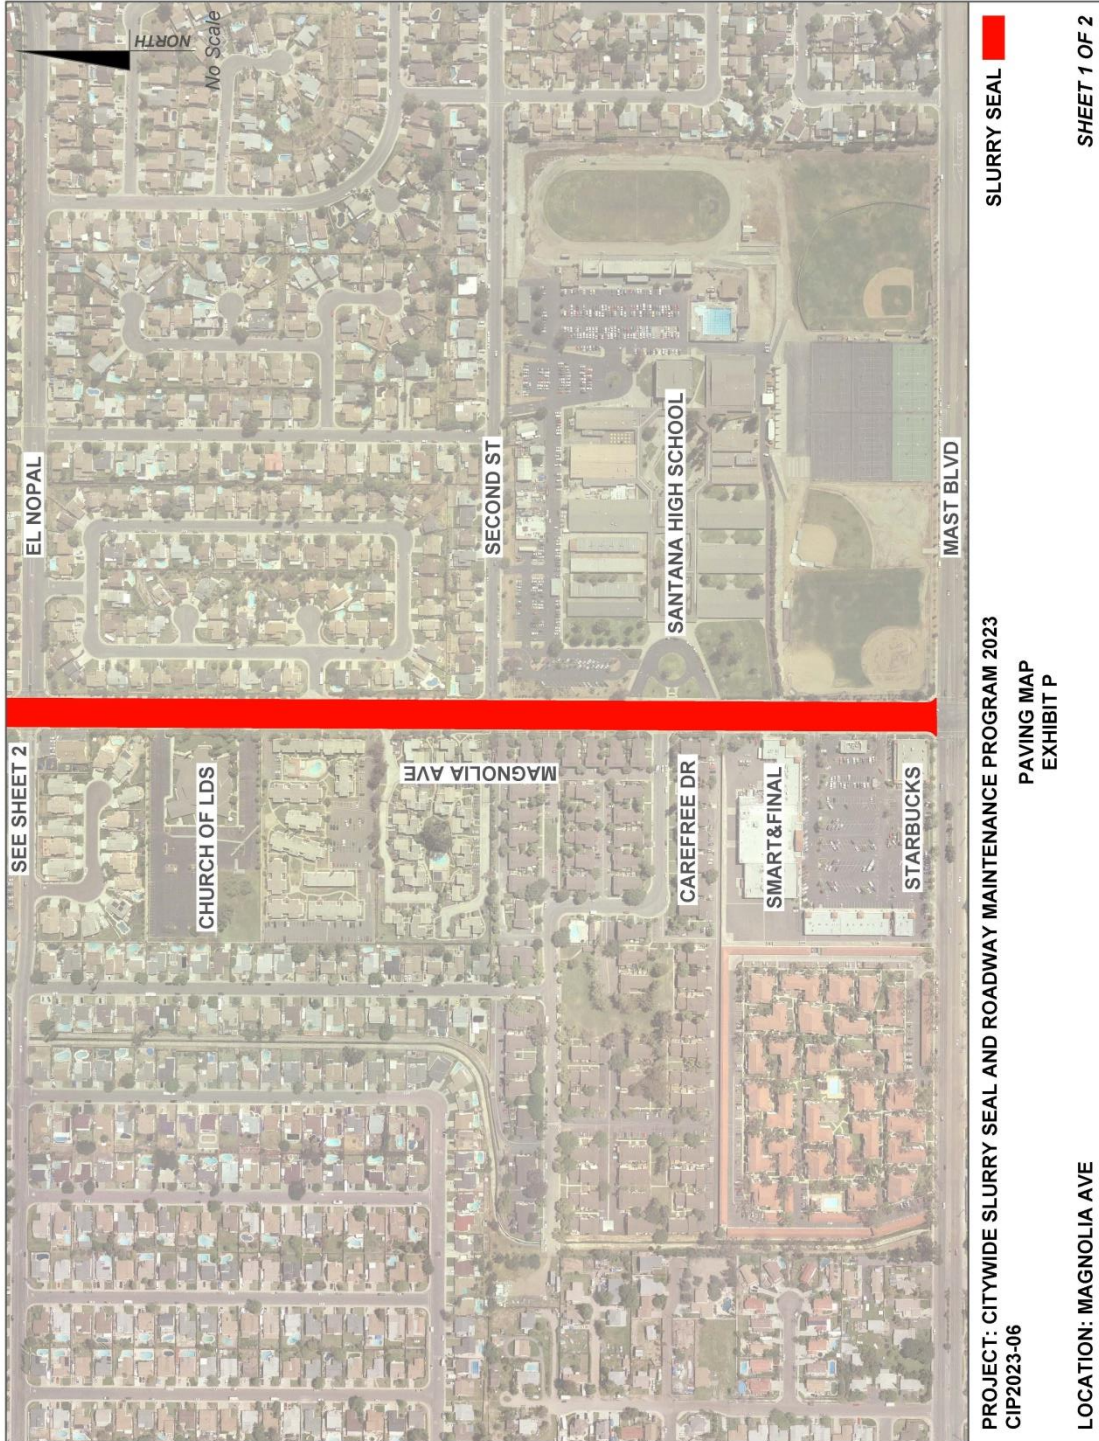 SEE SHEET 2
EL NOPAL
NORTH
No Scale
CHURCH OF LDS
MAGNOLIA AVE
SECOND ST
SANTANA HIGH SCHOOL
CAREFREE DR
SMART&FINAL
STARBUCKS
MAST BLVD
PROJECT: CITYWIDE SLURRY SEAL AND ROADWAY MAINTENANCE PROGRAM 2023
SLURRY SEAL
CIP2023-06
PAVING MAP
EXHIBIT P
LOCATION: MAGNOLIA AVE
SHEET 1 OF 2